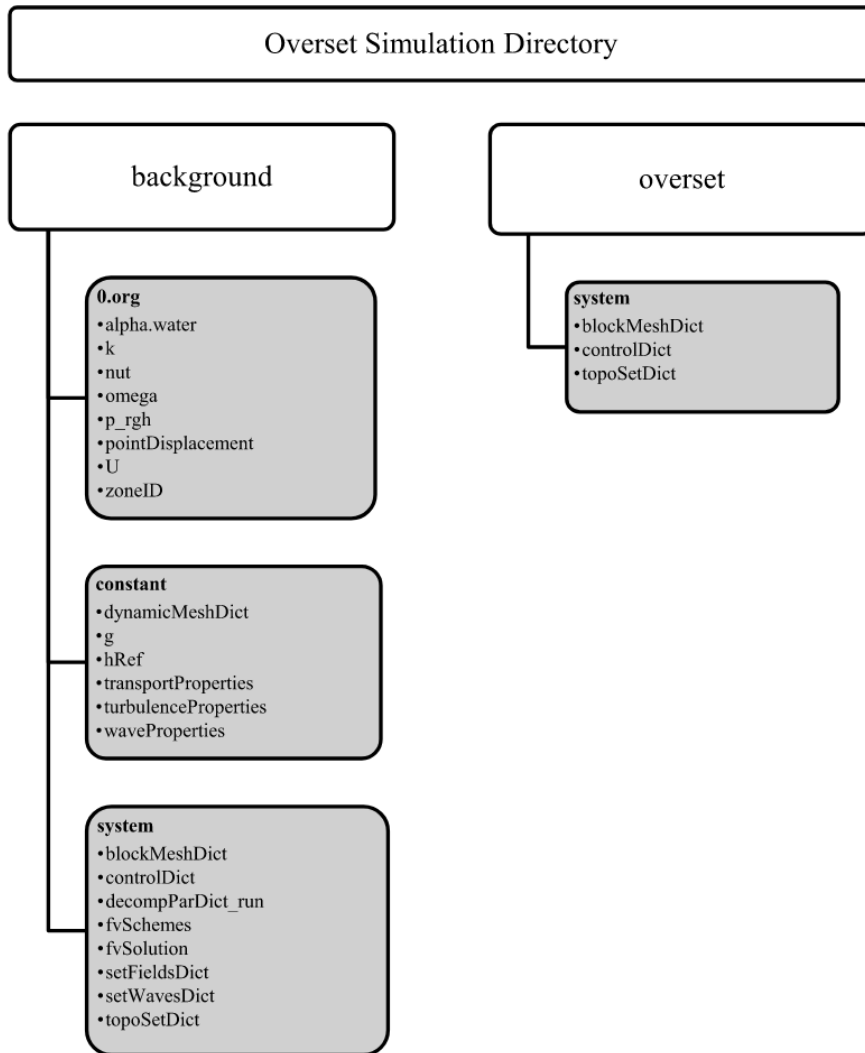 Overset Simulation Directory
background
0.org
•alpha.water
•k
•nut
•omega
•p_rgh
•pointDisplacement
•U
•zoneID
constant
•dynamicMeshDict
•g
•hRef
•transportProperties
•turbulenceProperties
•waveProperties
system
•blockMeshDict
•controlDict
•decompParDict_run
•fvSchemes
•fvSolution
•setFieldsDict
•setWavesDict
•topoSetDict
overset
system
•blockMeshDict
•controlDict
•topoSetDict